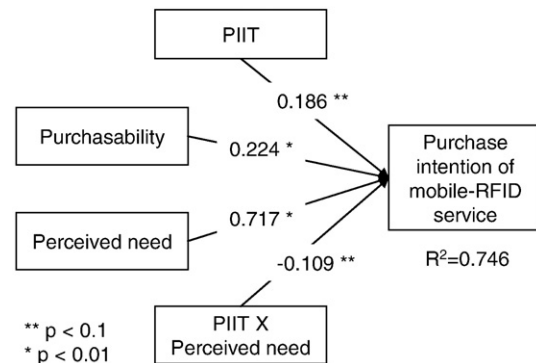 PIIT
0.186 **
Purchasability
0.224 *
Purchase
intention of
mobile-RFID
service
0.717 *
Perceived need
-0.109 **
R²=0.746
PIIT X
Perceived need
** p < 0.1
* p < 0.01